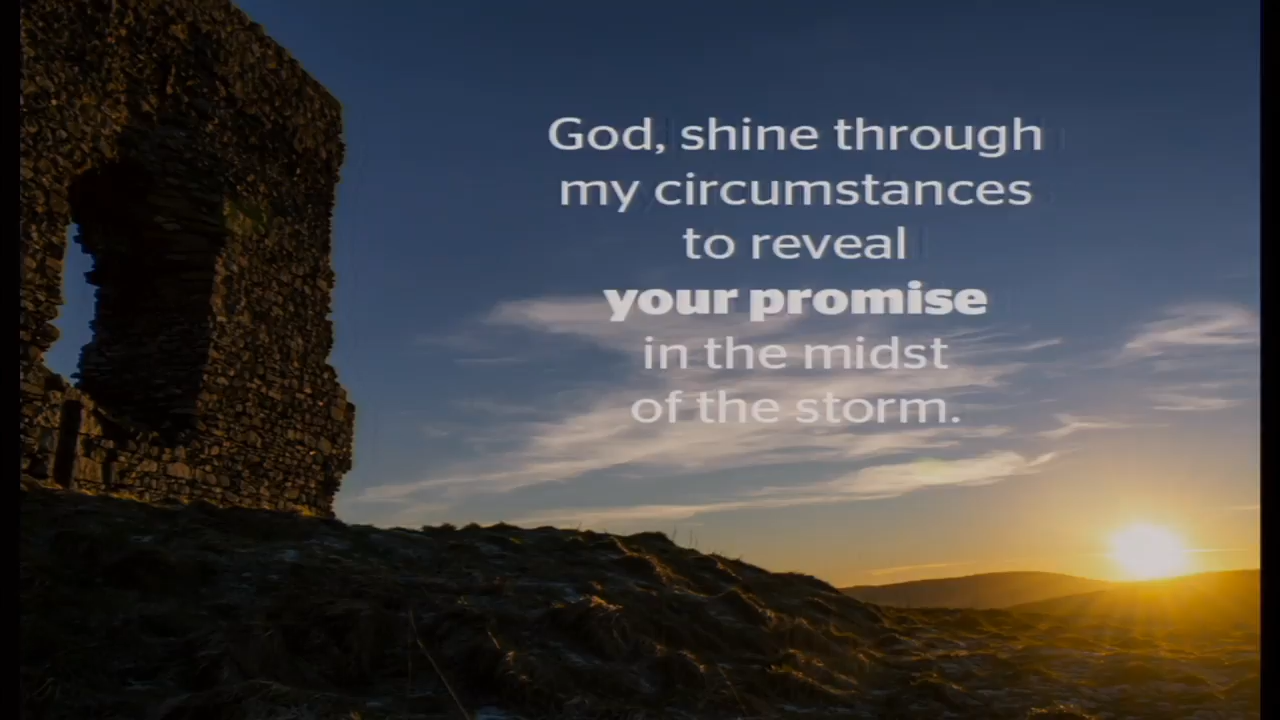 God, shine through
my circumstances
to reveal
your promise
in the midst
of the storm.